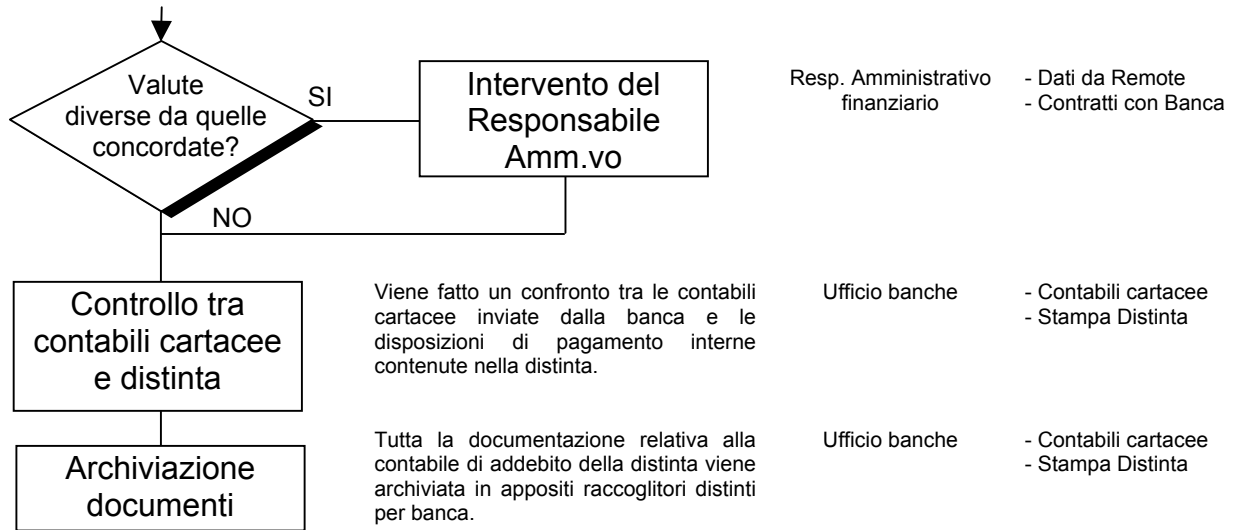 Valute
diverse da quelle
concordate?
SI
NO
Intervento del
Responsabile
Amm.vo
Resp. Amministrativo
finanziario
- Dati da Remote
- Contratti con Banca
Controllo tra
contabili cartacee
e distinta
Viene fatto un confronto tra le contabili
cartacee inviate dalla banca e le
disposizioni di pagamento interne
contenute nella distinta.
Ufficio banche
- Contabili cartacee
- Stampa Distinta
Archiviazione
documenti
Tutta la documentazione relativa alla
contabile di addebito della distinta viene
archiviata in appositi raccoglitori distinti
per banca.
Ufficio banche
- Contabili cartacee
- Stampa Distinta